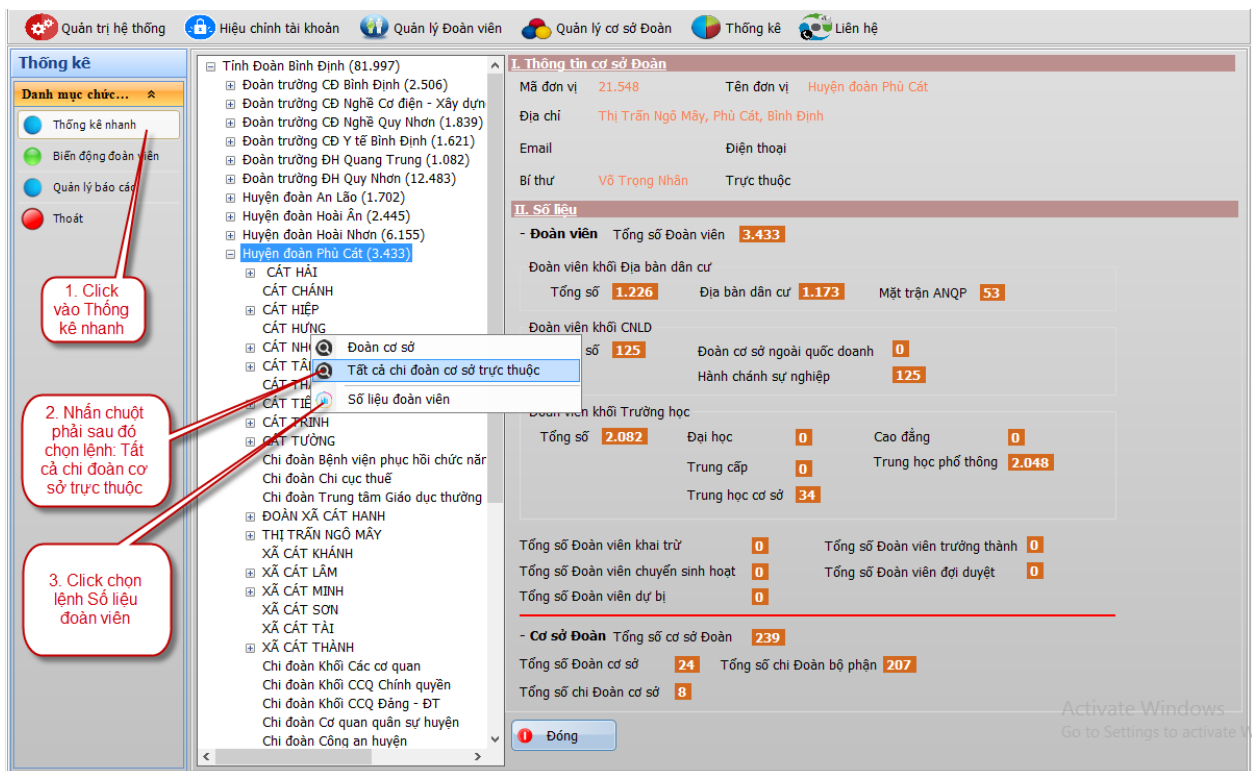 Quản trị hệ thống
Hiệu chỉnh tài khoản
Quản lý Đoàn viên
Quản lý cơ sở Đoàn
Thống kê
Liên hệ
Thống kê
Danh mục chức...
Thống kê nhanh
Biến động đoàn viên
Quản lý báo cáo
Thoát
1. Click
vào Thống
kê nhanh
2. Nhấn chuột
phải sau đó
chọn lệnh: Tất
cả chi đoàn cơ
sở trực thuộc
3. Click chọn
lệnh Số liệu
đoàn viên
Tỉnh Đoàn Bình Định (81.997)
Đoàn trường CĐ Bình Định (2.506)
Đoàn trường CĐ Nghề Cơ điện - Xây dựn
Đoàn trường CĐ Nghề Quy Nhơn (1.839)
Đoàn trường CĐ Y tế Bình Định (1.621)
Đoàn trường ĐH Quang Trung (1.082)
Đoàn trường ĐH Quy Nhơn (12.483)
Huyện đoàn An Lão (1.702)
Huyện đoàn Hoài Ân (2.445)
Huyện đoàn Hoài Nhơn (6.155)
Huyện đoàn Phù Cát (3.433)
CÁT HẢI
CÁT CHÁNH
CÁT HIỆP
CÁT HƯNG
CÁT NH
CÁT TÂ
CÁT TH
CÁT TIẾ
CÁT TRINH
CÁT TƯỜNG
Chi đoàn Bệnh viện phục hồi chức năn
Chi đoàn Chi cục thuế
Chi đoàn Trung tâm Giáo dục thường
ĐOÀN XÃ CÁT HANH
THỊ TRẤN NGÔ MÂY
XÃ CÁT KHÁNH
XÃ CÁT LÂM
XÃ CÁT MINH
XÃ CÁT SƠN
XÃ CÁT TÀI
XÃ CÁT THÀNH
Chi đoàn Khối Các cơ quan
Chi đoàn Khối CCQ Chính quyền
Chi đoàn Khối CCQ Đảng - ĐT
Chi đoàn Cơ quan quân sự huyện
Chi đoàn Công an huyện
Đoàn cơ sở
Tất cả chi đoàn cơ sở trực thuộc
Số liệu đoàn viên
I. Thông tin cơ sở Đoàn
Mã đơn vị 21.548 Tên đơn vị Huyện đoàn Phù Cát
Địa chỉ Thị Trấn Ngô Mây, Phù Cát, Bình Định
Email Điện thoại
Bí thư Võ Trọng Nhân Trực thuộc
II. Số liệu
- Đoàn viên Tổng số Đoàn viên 3.433
Đoàn viên khối Địa bàn dân cư
Tổng số 1.226 Địa bàn dân cư 1.173 Mặt trận ANQP 53
Đoàn viên khối CNLD
số 125 Đoàn cơ sở ngoài quốc doanh 0
Hành chánh sự nghiệp 125
Đoàn viên khối Trường học
Tổng số 2.082 Đại học 0 Cao đẳng 0
Trung cấp 0 Trung học phổ thông 2.048
Trung học cơ sở 34
Tổng số Đoàn viên khai trừ 0 Tổng số Đoàn viên trưởng thành 0
Tổng số Đoàn viên chuyển sinh hoạt 0 Tổng số Đoàn viên đợi duyệt 0
Tổng số Đoàn viên dự bị 0
- Cơ sở Đoàn Tổng số cơ sở Đoàn 239
Tổng số Đoàn cơ sở 24 Tổng số chi Đoàn bộ phận 207
Tổng số chi Đoàn cơ sở 8
Đóng
Activate Windows
Go to Settings to activate W